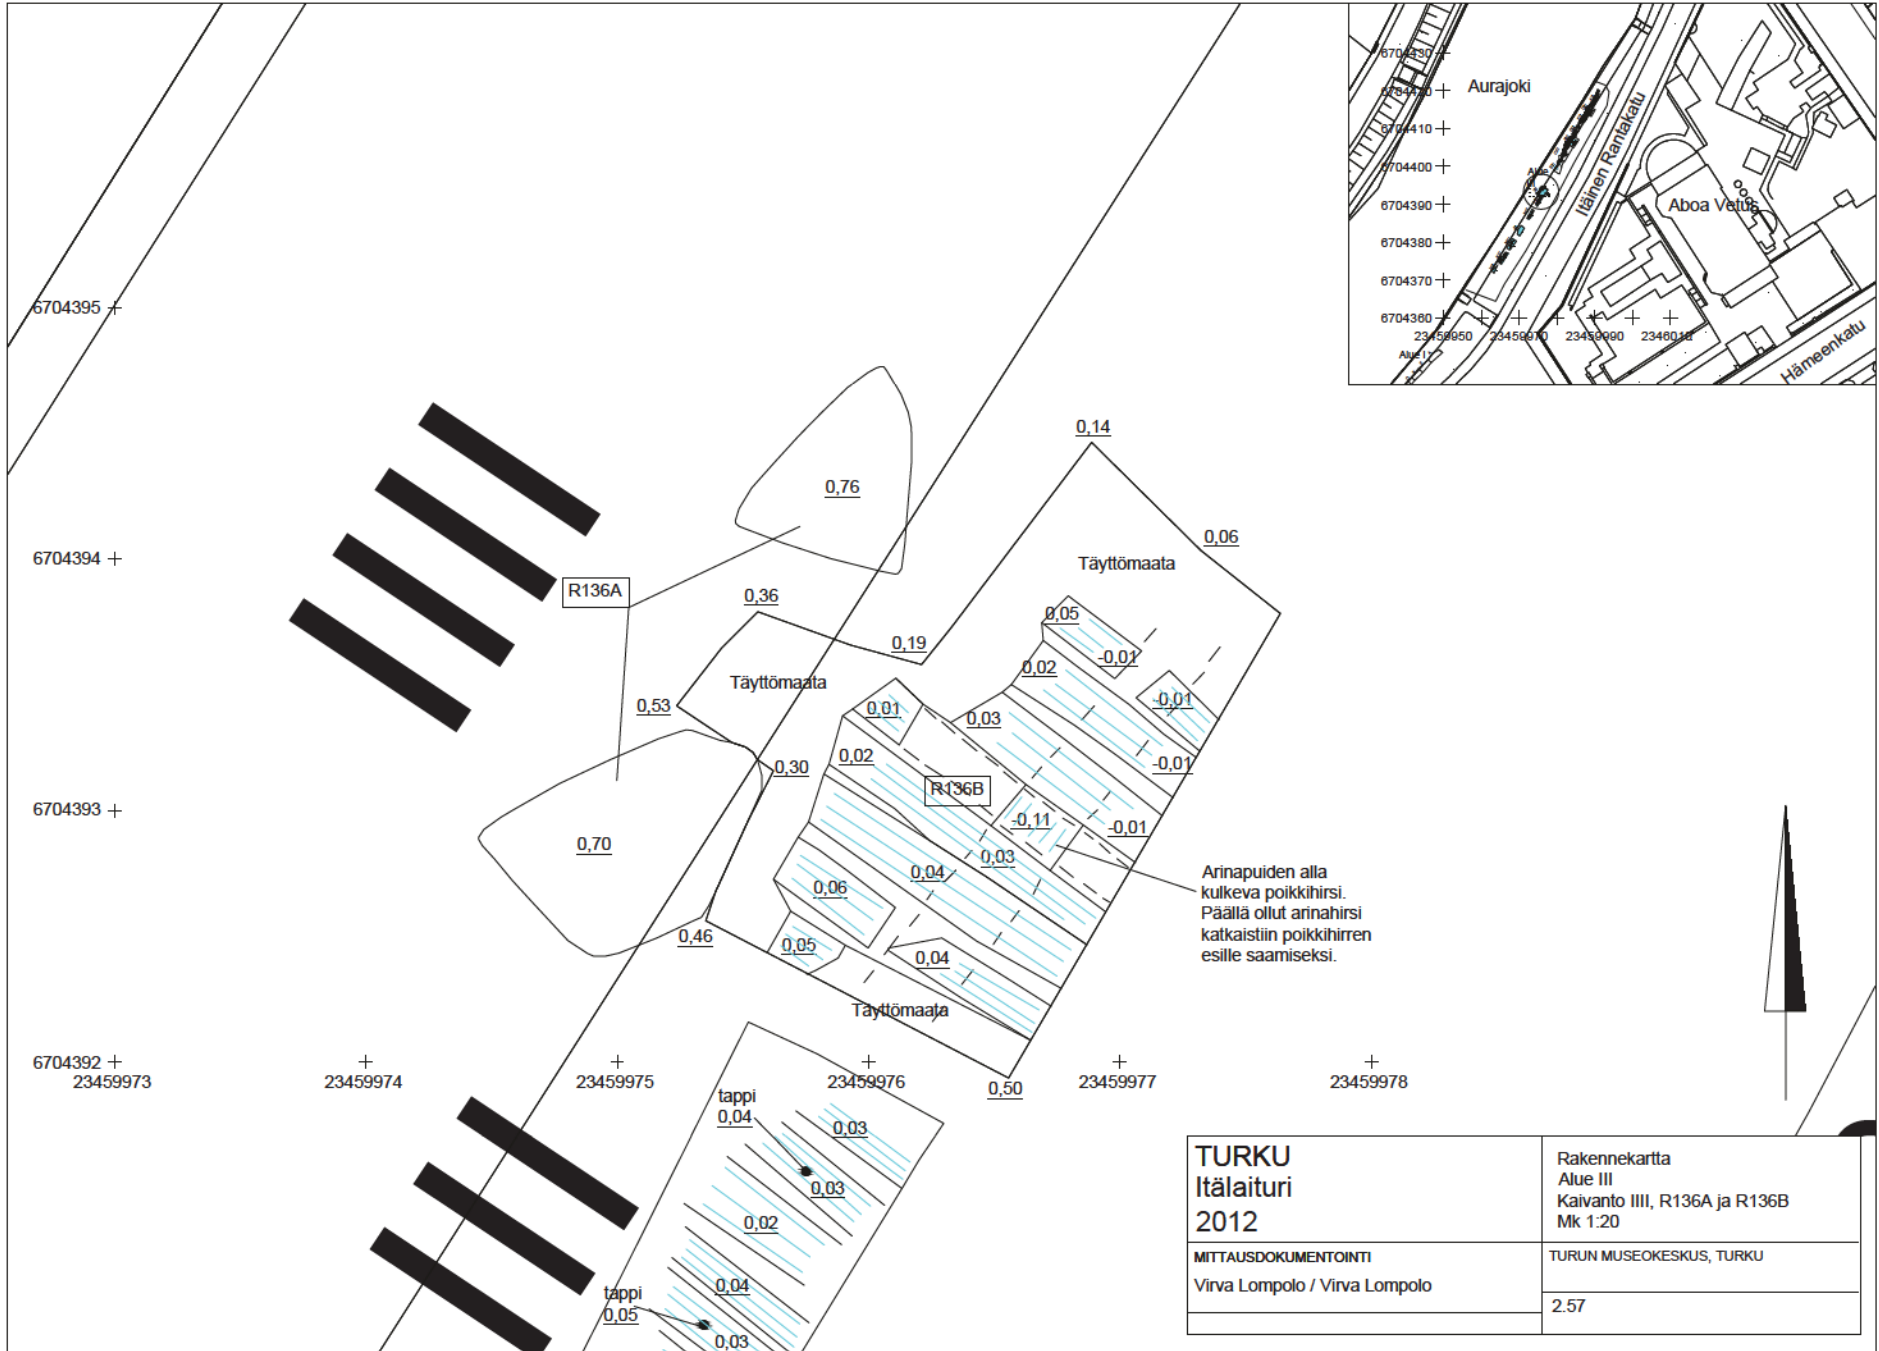 6704430
6704420
Aurajoki
6704410
6704400
6704390
6704380
6704370
6704360
23459950
23459970
23459990
2346010
Alue I
Itäinen Rantakatu
Aboa Vetus
Hämeenkatu
6704395
0,14
0,76
0,06
6704394
Täyttömaata
R136A
0,36
0,05
0,19
-0,01
0,02
Täyttömaata
0,53
0,01
0,03
-0,01
0,02
0,30
-0,01
R136B
6704393
-0,11
-0,01
0,70
0,03
0,04
Arinapuiden alla
kulkeva poikkihirsi.
Päällä ollut arinahirsi
katkaistiin poikkihirren
esille saamiseksi.
0,06
0,46
0,05
0,04
Täyttömaata
6704392
23459973
23459974
23459975
23459976
23459977
23459978
0,50
tappi
0,04
0,03
0,03
0,02
0,04
tappi
0,05
0,03
TURKU
Itälaituri
2012
Rakennekartta
Alue III
Kaivanto IIII, R136A ja R136B
Mk 1:20
MITTAUSDOKUMENTOINTI
Virva Lompolo / Virva Lompolo
TURUN MUSEOKESKUS, TURKU
2.57